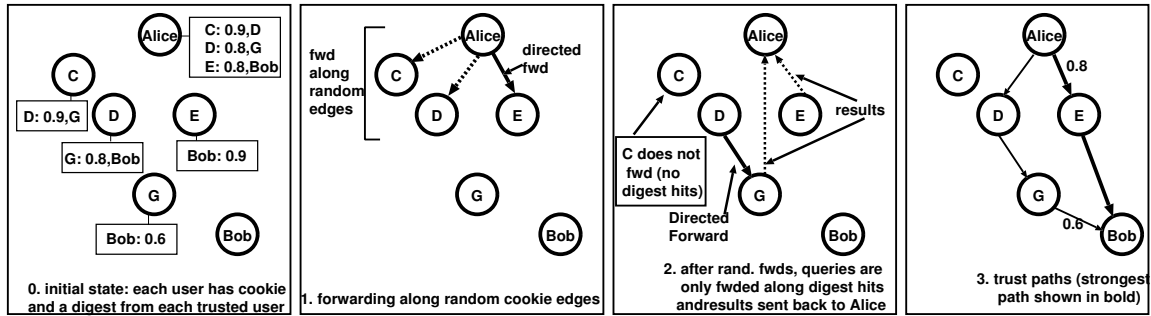 Alice
C: 0.9,D
D: 0.8,G
E: 0.8,Bob
C
D: 0.9,G
D
E
G: 0.8,Bob
Bob: 0.9
G
Bob: 0.6
Bob
0. initial state: each user has cookie
and a digest from each trusted user
Alice
fwd
along
random
edges
directed
fwd
C
D
E
G
Bob
1. forwarding along random cookie edges
Alice
C
D
E
results
C does not
fwd (no
digest hits)
G
Directed
Forward
Bob
2. after rand. fwds, queries are
only fwded along digest hits
andresults sent back to Alice
Alice
0.8
C
D
E
G
0.6
Bob
3. trust paths (strongest
path shown in bold)